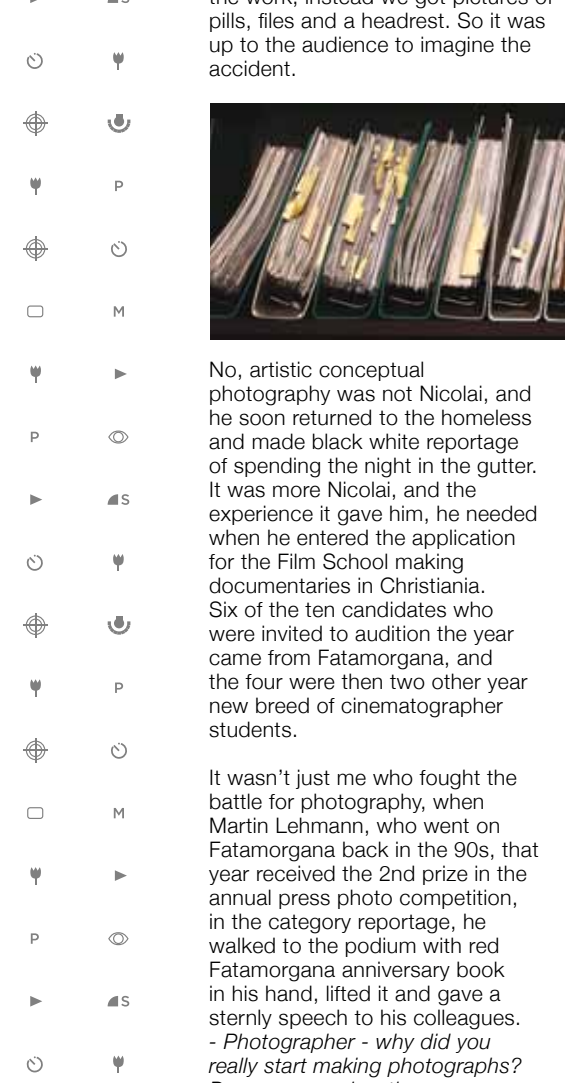 pills, files and a headrest. So it was
up to the audience to imagine the
accident.
No, artistic conceptual
photography was not Nicolai, and
he soon returned to the homeless
and made black white reportage
of spending the night in the gutter.
It was more Nicolai, and the
experience it gave him, he needed
when he entered the application
for the Film School making
documentaries in Christiania.
Six of the ten candidates who
were invited to audition the year
came from Fatamorgana, and
the four were then two other year
new breed of cinematographer
students.
It wasn't just me who fought the
battle for photography, when
Martin Lehmann, who went on
Fatamorgana back in the 90s, that
year received the 2nd prize in the
annual press photo competition,
in the category reportage, he
walked to the podium with red
Fatamorgana anniversary book
in his hand, lifted it and gave a
sternly speech to his colleagues.
- Photographer - why did you
really start making photographs?
P
M
P
S
P
M
P
S